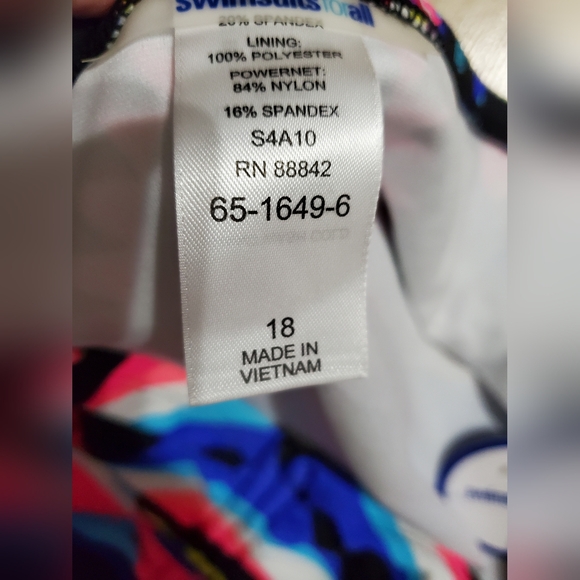 swimsuitsforall
20% SPANDEX
LINING:
100% POLYESTER
POWERNET:
84% NYLON
16% SPANDEX
S4A10
RN 88842
65-1649-6
18
MADE IN
VIETNAM